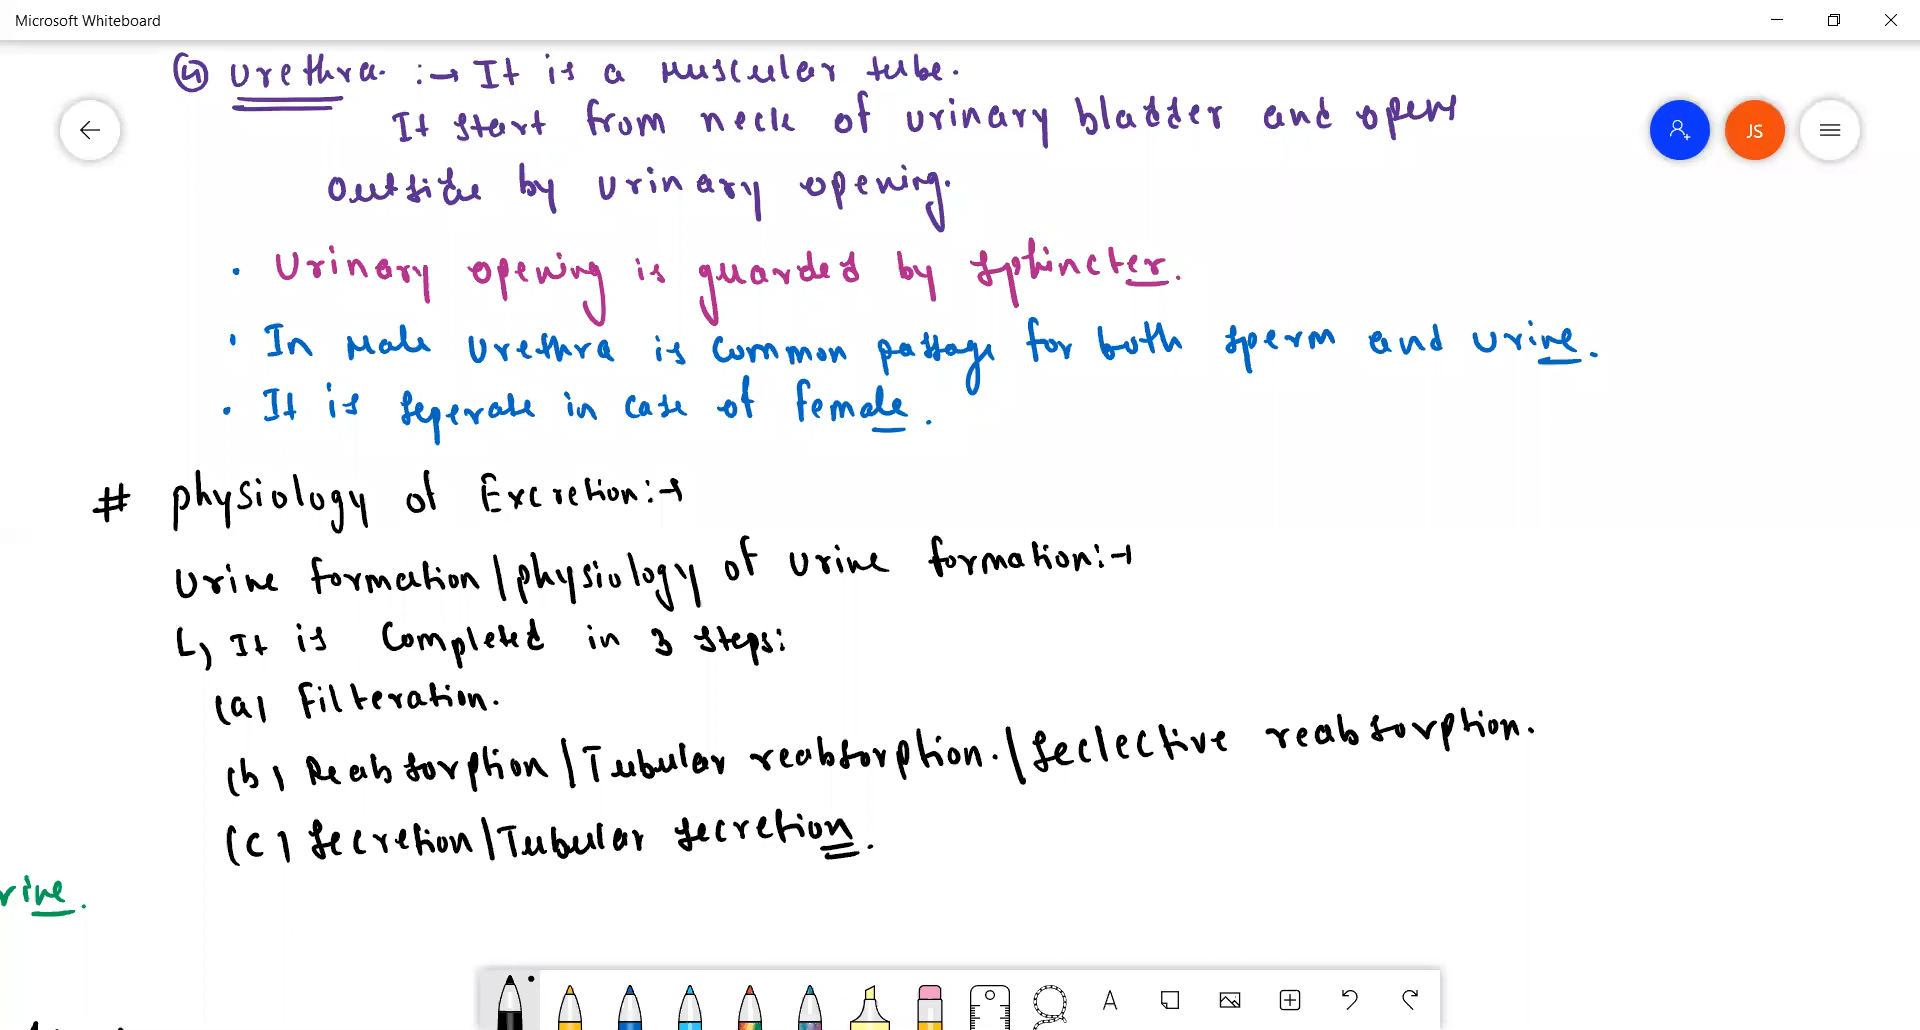 Microsoft Whiteboard
④ Urethra. :→ It is a Muscular tube.
It start from neck of urinary bladder and opens
outside by urinary opening.
JS
• Urinary opening is guarded by sphincter.
• In Male Urethra is common passage for both sperm and urine.
• It is seperate in case of female.
# Physiology of Excretion:→
Urine formation/physiology of urine formation:→
↳ It is Completed in 3 steps:
(a) Filteration.
(b) Reabsorption/Tubular reabsorption./Seclective reabsorption.
(c) Secretion/Tubular secretion.
rine.